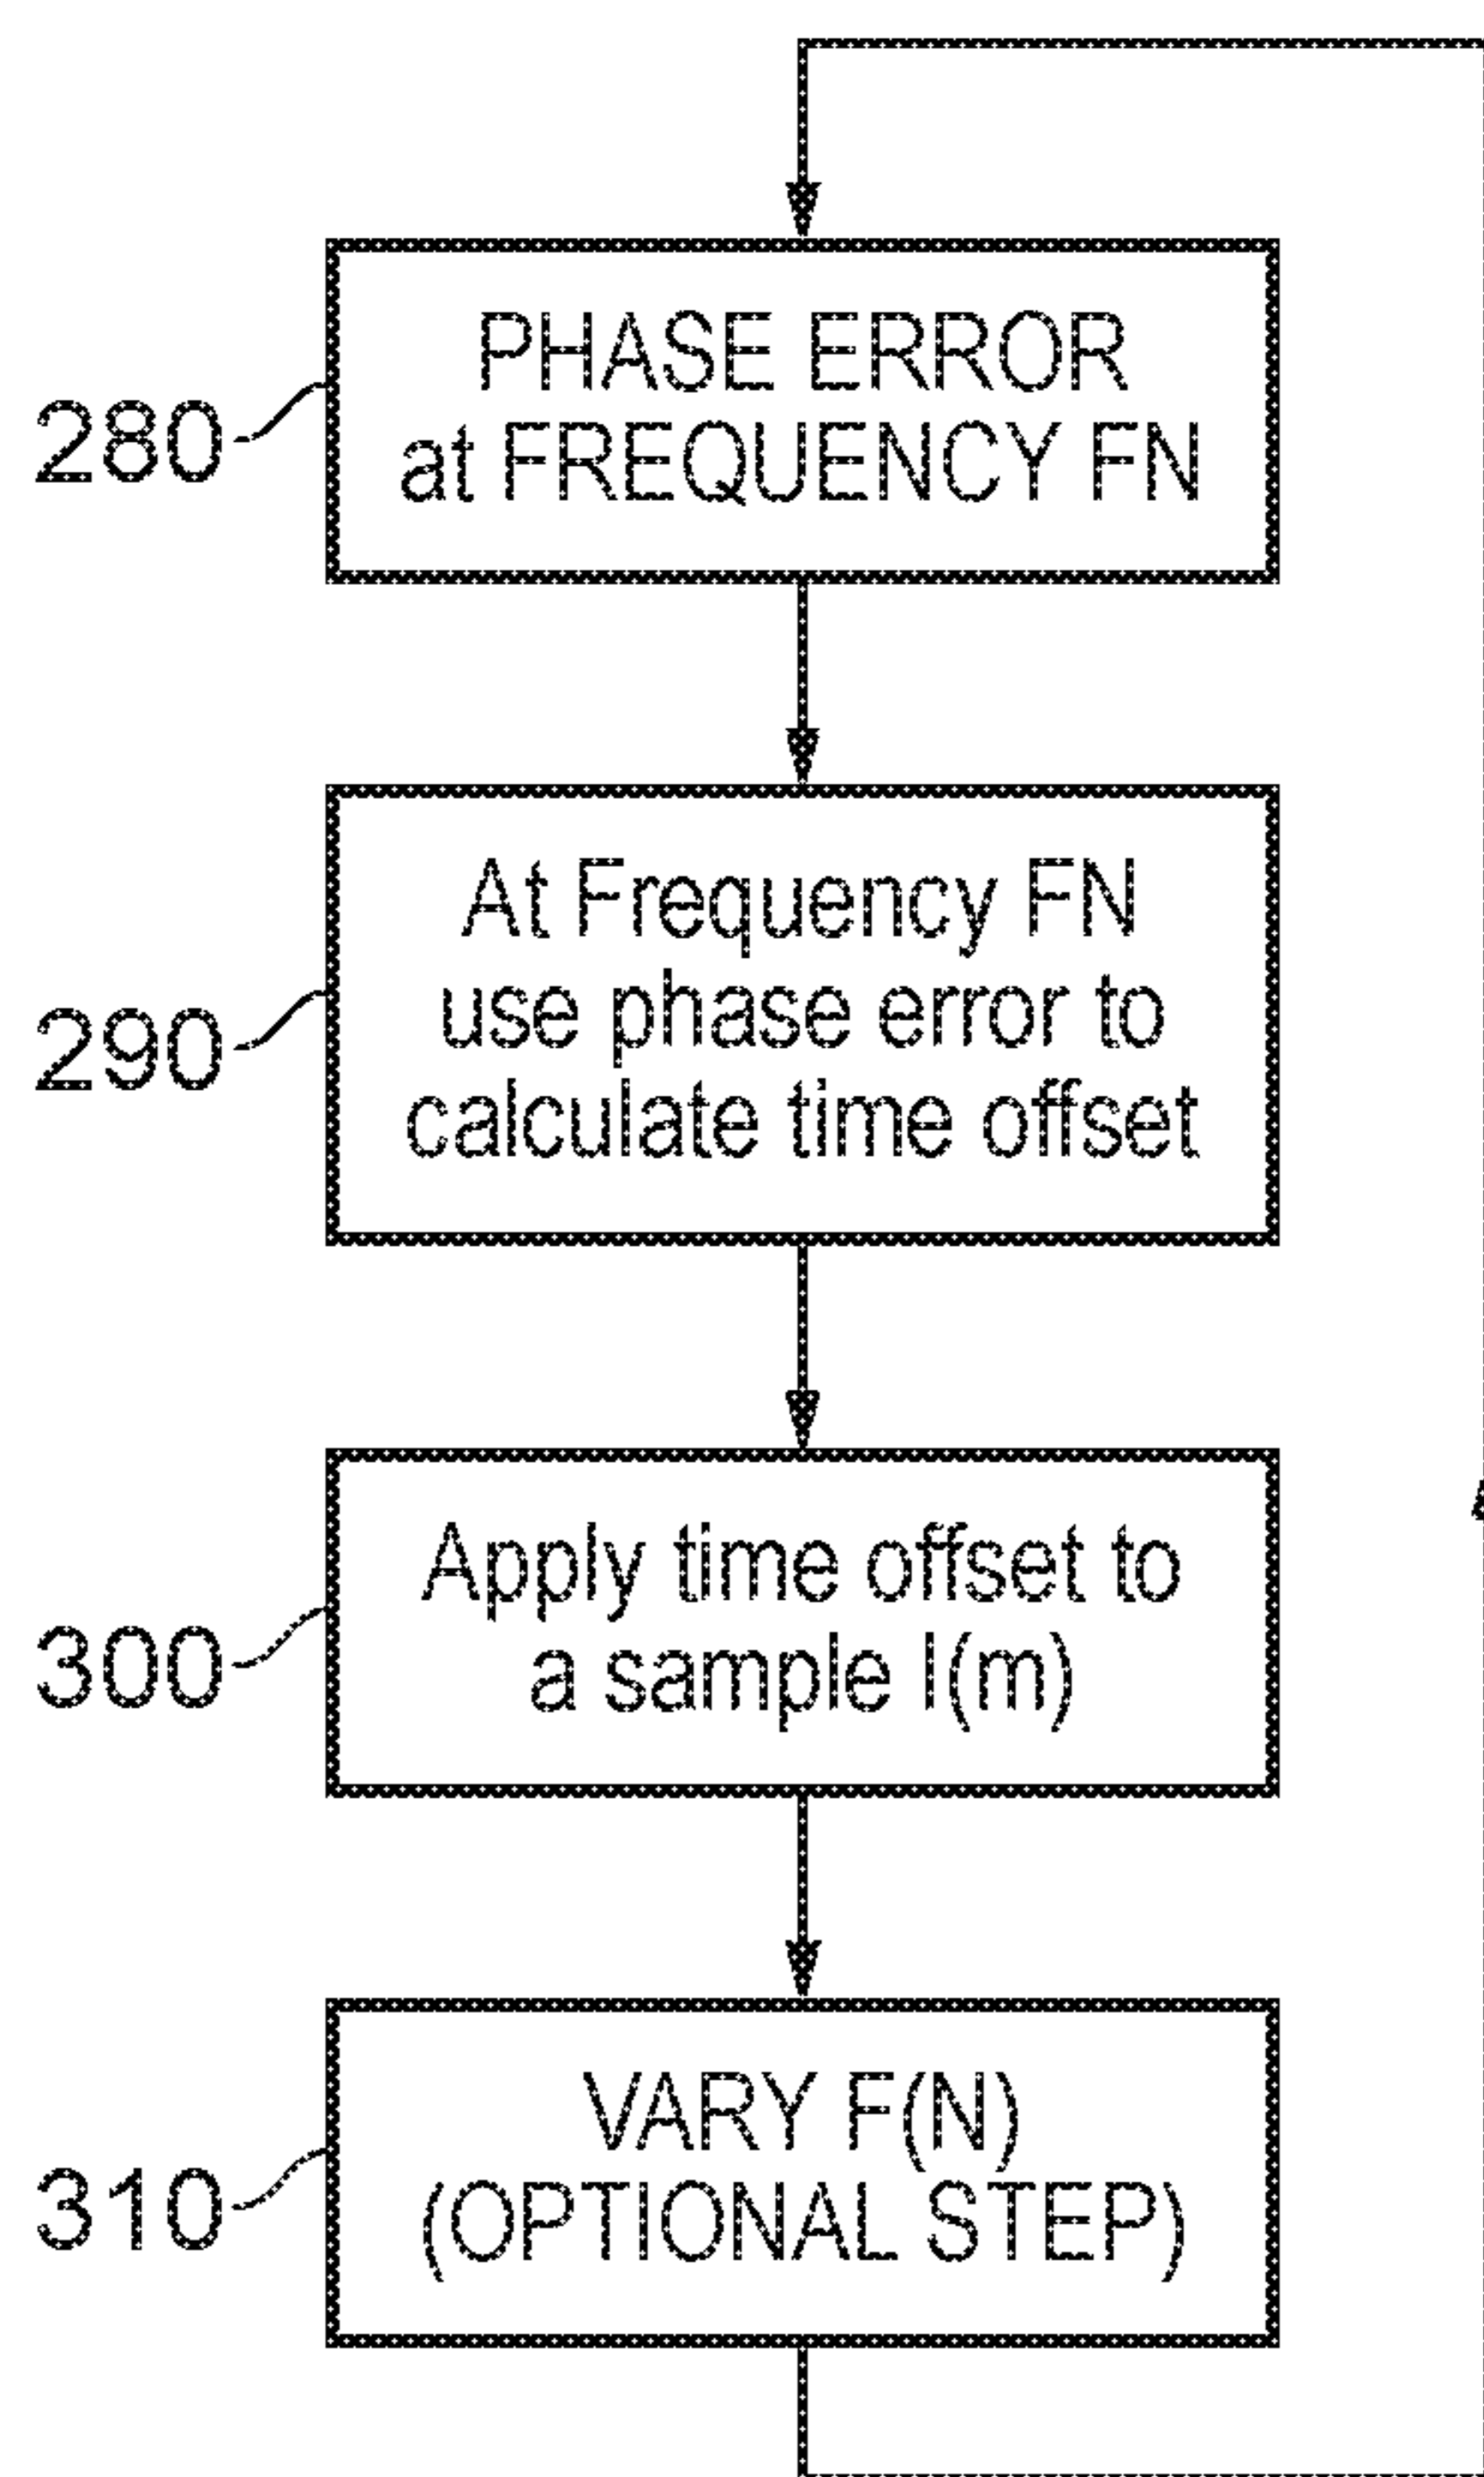 280
PHASE ERROR
at FREQUENCY FN
290
At Frequency FN
use phase error to
calculate time offset
300
Apply time offset to
a sample I(m)
310
VARY F(N)
(OPTIONAL STEP)